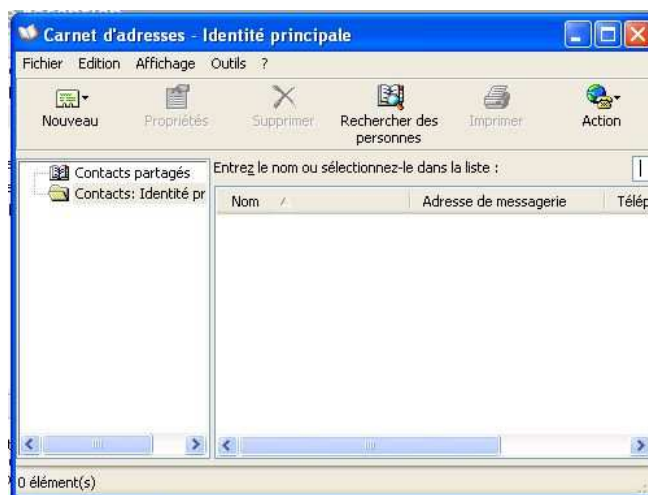 Carnet d'adresses - Identité principale
Fichier Edition Affichage Outils ?
Nouveau Propriétés Supprimer Rechercher des personnes Imprimer Action
Contacts partagés
Contacts: Identité pr
Entrez le nom ou sélectionnez-le dans la liste :
Nom Adresse de messagerie Télép
0 élément(s)